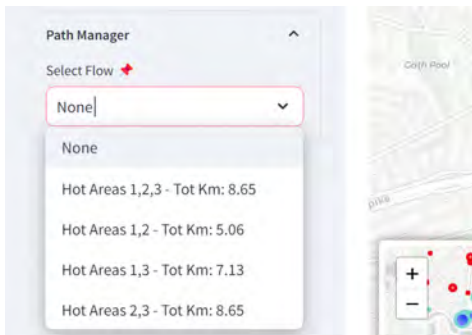 Path Manager
Select Flow
None
None
Hot Areas 1,2,3 - Tot Km: 8.65
Hot Areas 1,2 - Tot Km: 5.06
Hot Areas 1,3 - Tot Km: 7.13
Hot Areas 2,3 - Tot Km: 8.65
pike
+
−